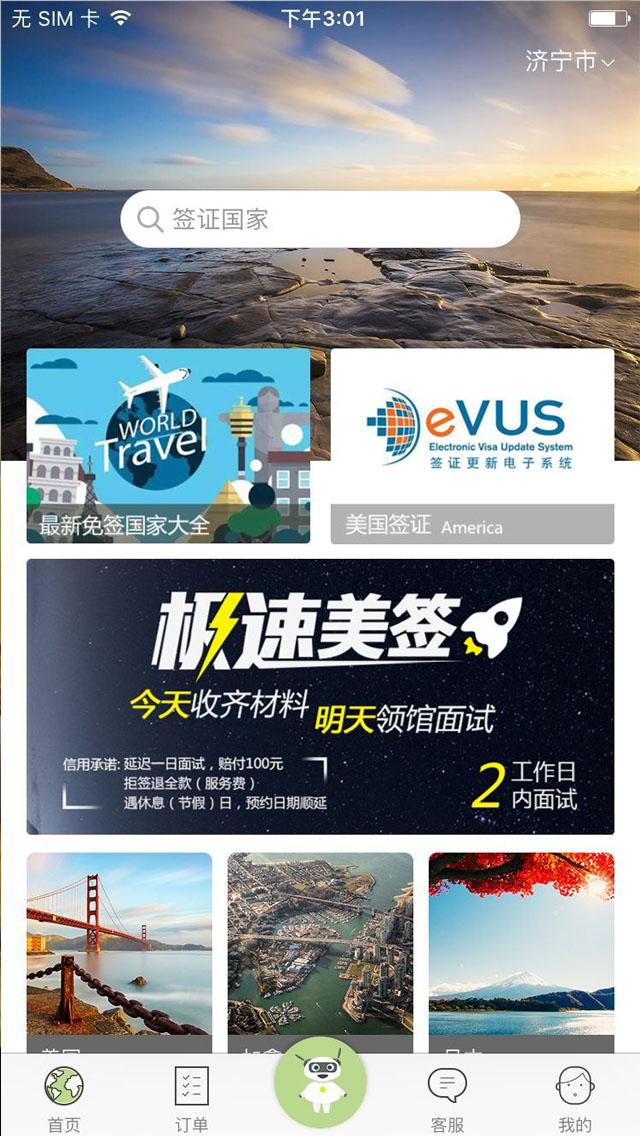 无 SIM 卡
下午3:01
济宁市
签证国家
WORLD
Travel
最新免签国家大全
eVUS
Electronic Visa Update System
签证更新电子系统
美国签证 America
极速美签
今天收齐材料 明天领馆面试
信用承诺: 延迟一日面试，赔付100元
拒签退全款（服务费）
遇休息（节假）日，预约日期顺延
2 工作日
内面试
首页
订单
客服
我的